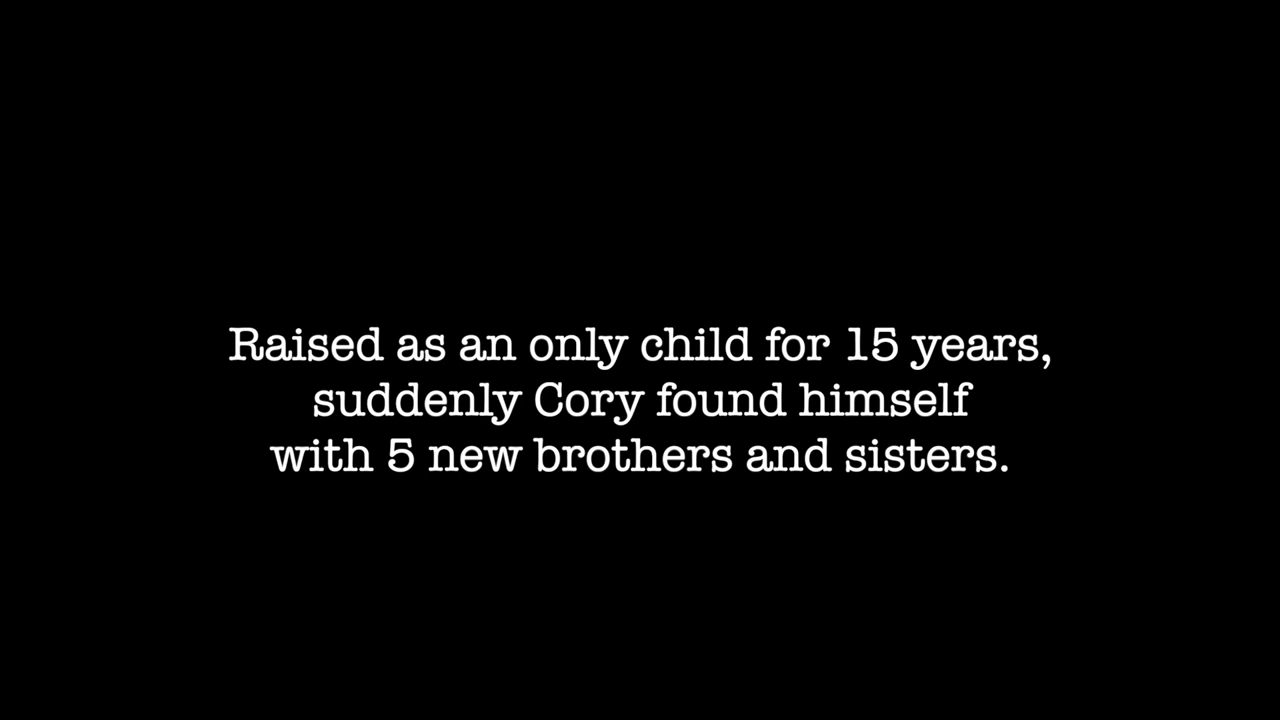 Raised as an only child for 15 years,
suddenly Cory found himself
with 5 new brothers and sisters.